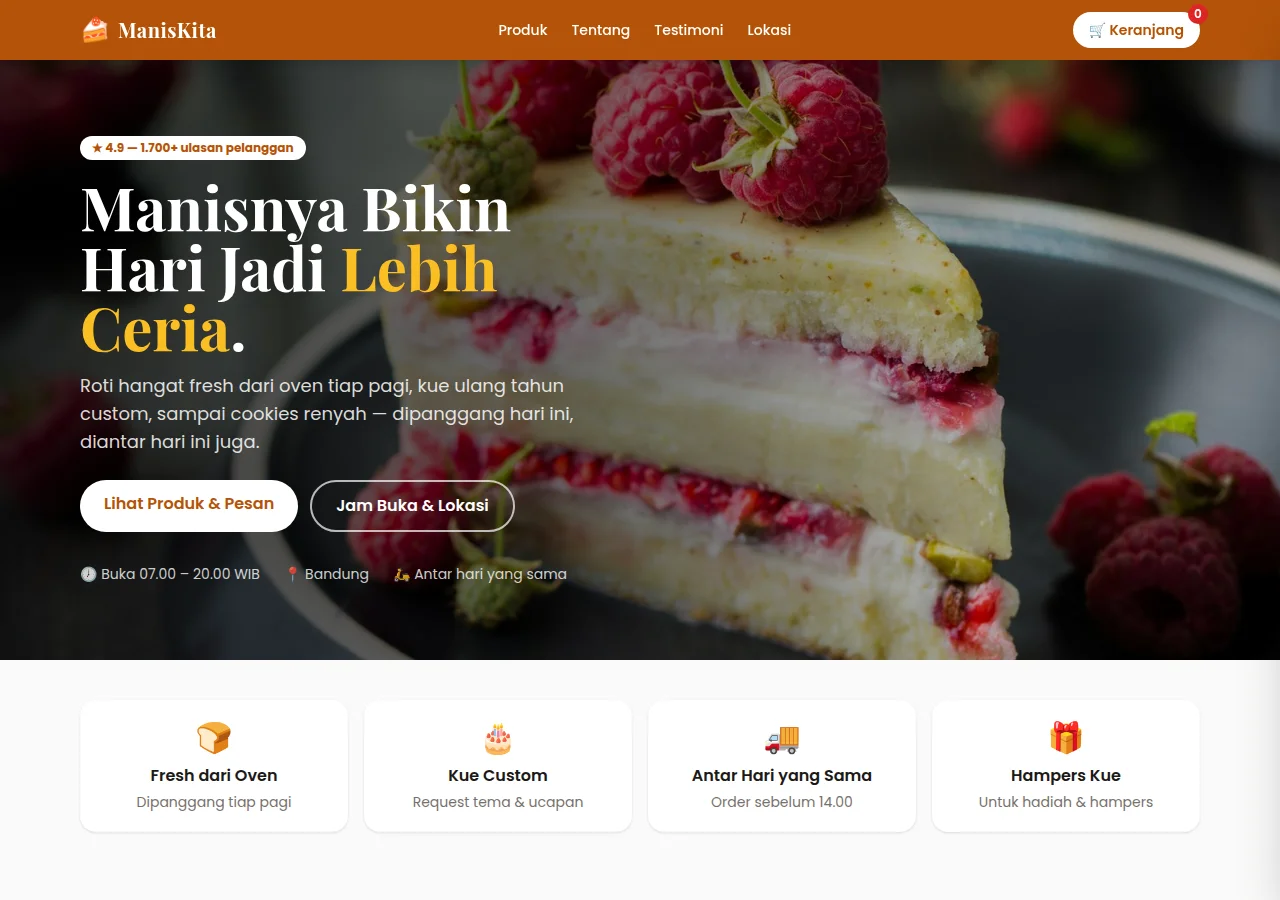 ManisKita
Produk
Tentang
Testimoni
Lokasi
Keranjang
0
★ 4.9 — 1.700+ ulasan pelanggan
Manisnya Bikin
Hari Jadi Lebih
Ceria.
Roti hangat fresh dari oven tiap pagi, kue ulang tahun
custom, sampai cookies renyah — dipanggang hari ini,
diantar hari ini juga.
Lihat Produk & Pesan
Jam Buka & Lokasi
Buka 07.00 – 20.00 WIB
Bandung
Antar hari yang sama
Fresh dari Oven
Dipanggang tiap pagi
Kue Custom
Request tema & ucapan
Antar Hari yang Sama
Order sebelum 14.00
Hampers Kue
Untuk hadiah & hampers